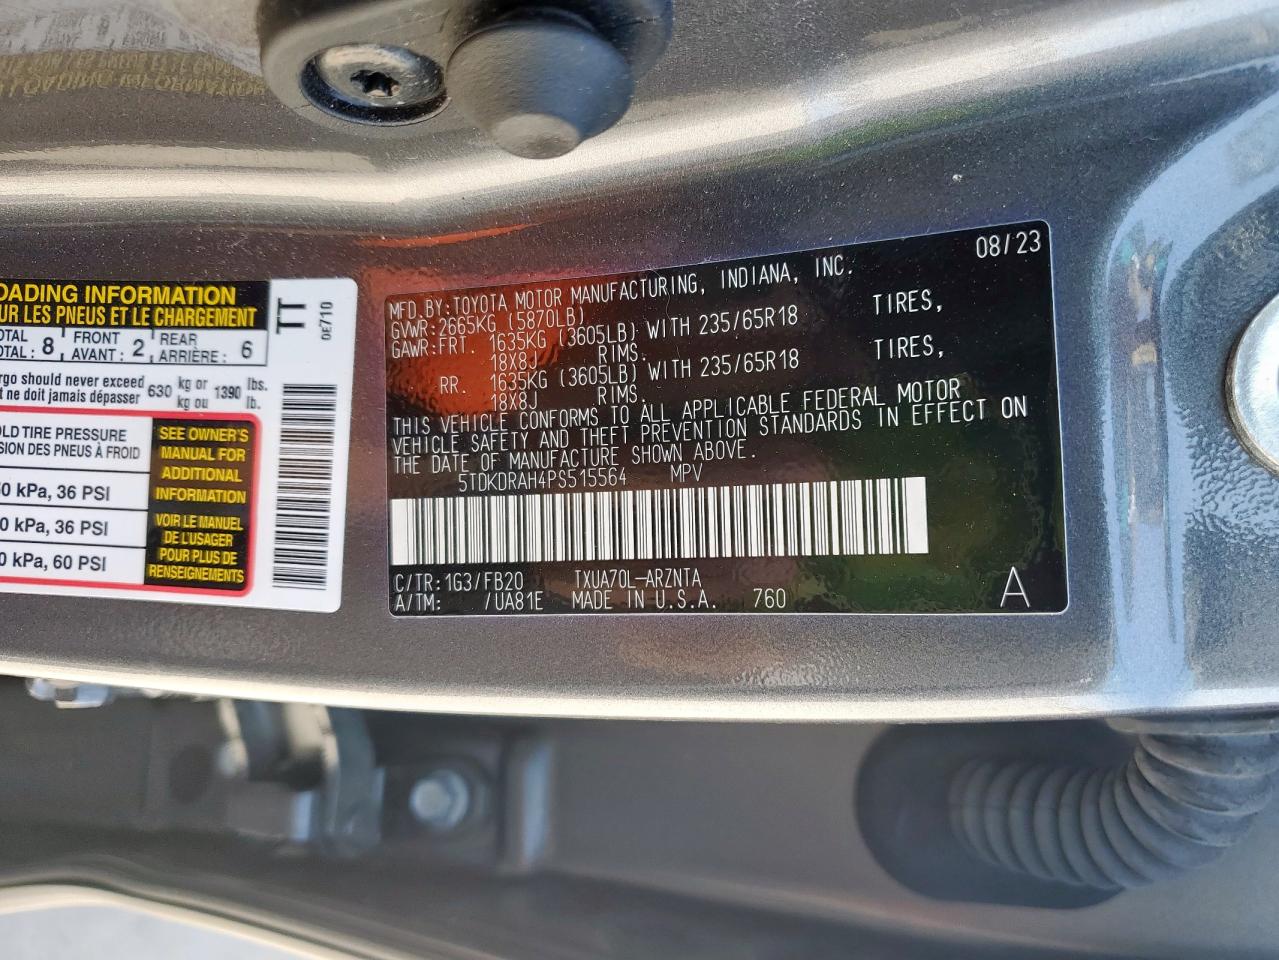 OADING INFORMATION
UR LES PNEUS ET LE CHARGEMENT
TOTAL 8 FRONT 2 REAR 6
AVANT: ARRIÈRE:
rgo should never exceed 630 kg or 1390 lbs.
t ne doit jamais dépasser kg ou lb.
OLD TIRE PRESSURE
SION DES PNEUS À FROID
0 kPa, 36 PSI
0 kPa, 36 PSI
0 kPa, 60 PSI
SEE OWNER'S
MANUAL FOR
ADDITIONAL
INFORMATION
VOIR LE MANUEL
DE L'USAGER
POUR PLUS DE
RENSEIGNEMENTS
TT
0E710
08/23
MFD.BY:TOYOTA MOTOR MANUFACTURING, INDIANA, INC.
GVWR:2665KG (5870LB)
GAWR:FRT. 1635KG (3605LB) WITH 235/65R18 TIRES,
18X8J RIMS.
RR. 1635KG (3605LB) WITH 235/65R18 TIRES,
18X8J RIMS.
THIS VEHICLE CONFORMS TO ALL APPLICABLE FEDERAL MOTOR
VEHICLE SAFETY AND THEFT PREVENTION STANDARDS IN EFFECT ON
THE DATE OF MANUFACTURE SHOWN ABOVE.
5TDKDRAH4PS515564 MPV
C/TR:1G3/FB20 TXUA70L-ARZNTA
A/TM: /UA81E MADE IN U.S.A. 760
A